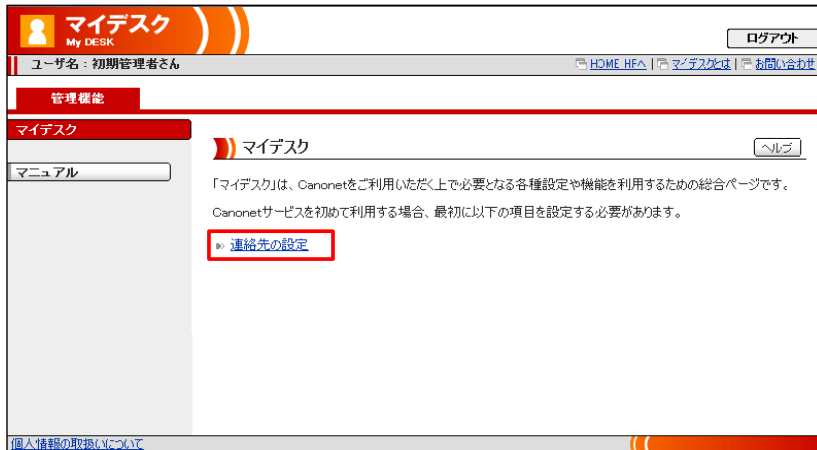 マイデスク
My DESK
ログアウト
ユーザ名：初期管理者さん
HOME HEへ | マイデスクとは | お問い合わせ
管理機能
マイデスク
マニュアル
マイデスク
ヘルプ
「マイデスク」は、Canonetをご利用いただく上で必要となる各種設定や機能を利用するための総合ページです。
Canonetサービスを初めて利用する場合、最初に以下の項目を設定する必要があります。
連絡先の設定
個人情報の取扱いについて